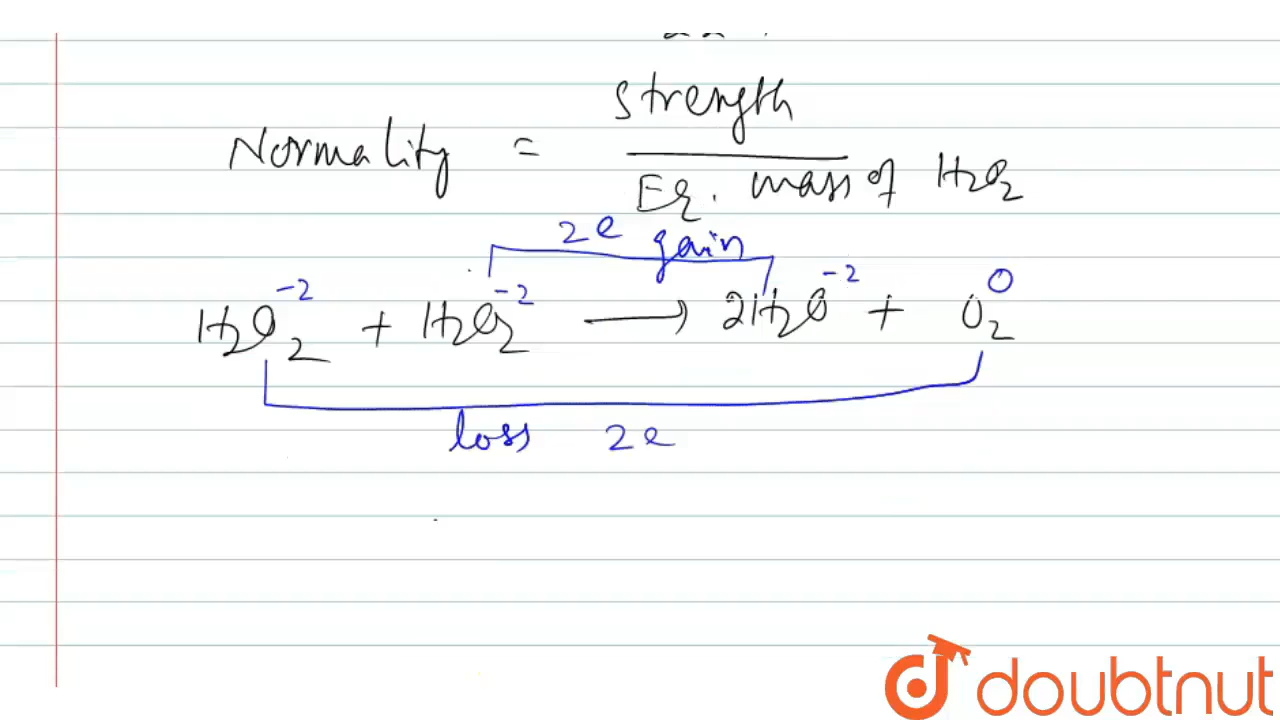 strength
Normality =
Eq. mass of H2O2
2e gain
H2O2^-2 + H2O2^-2 → 2H2O^-2 + O2^0
loss 2e
doubtnut